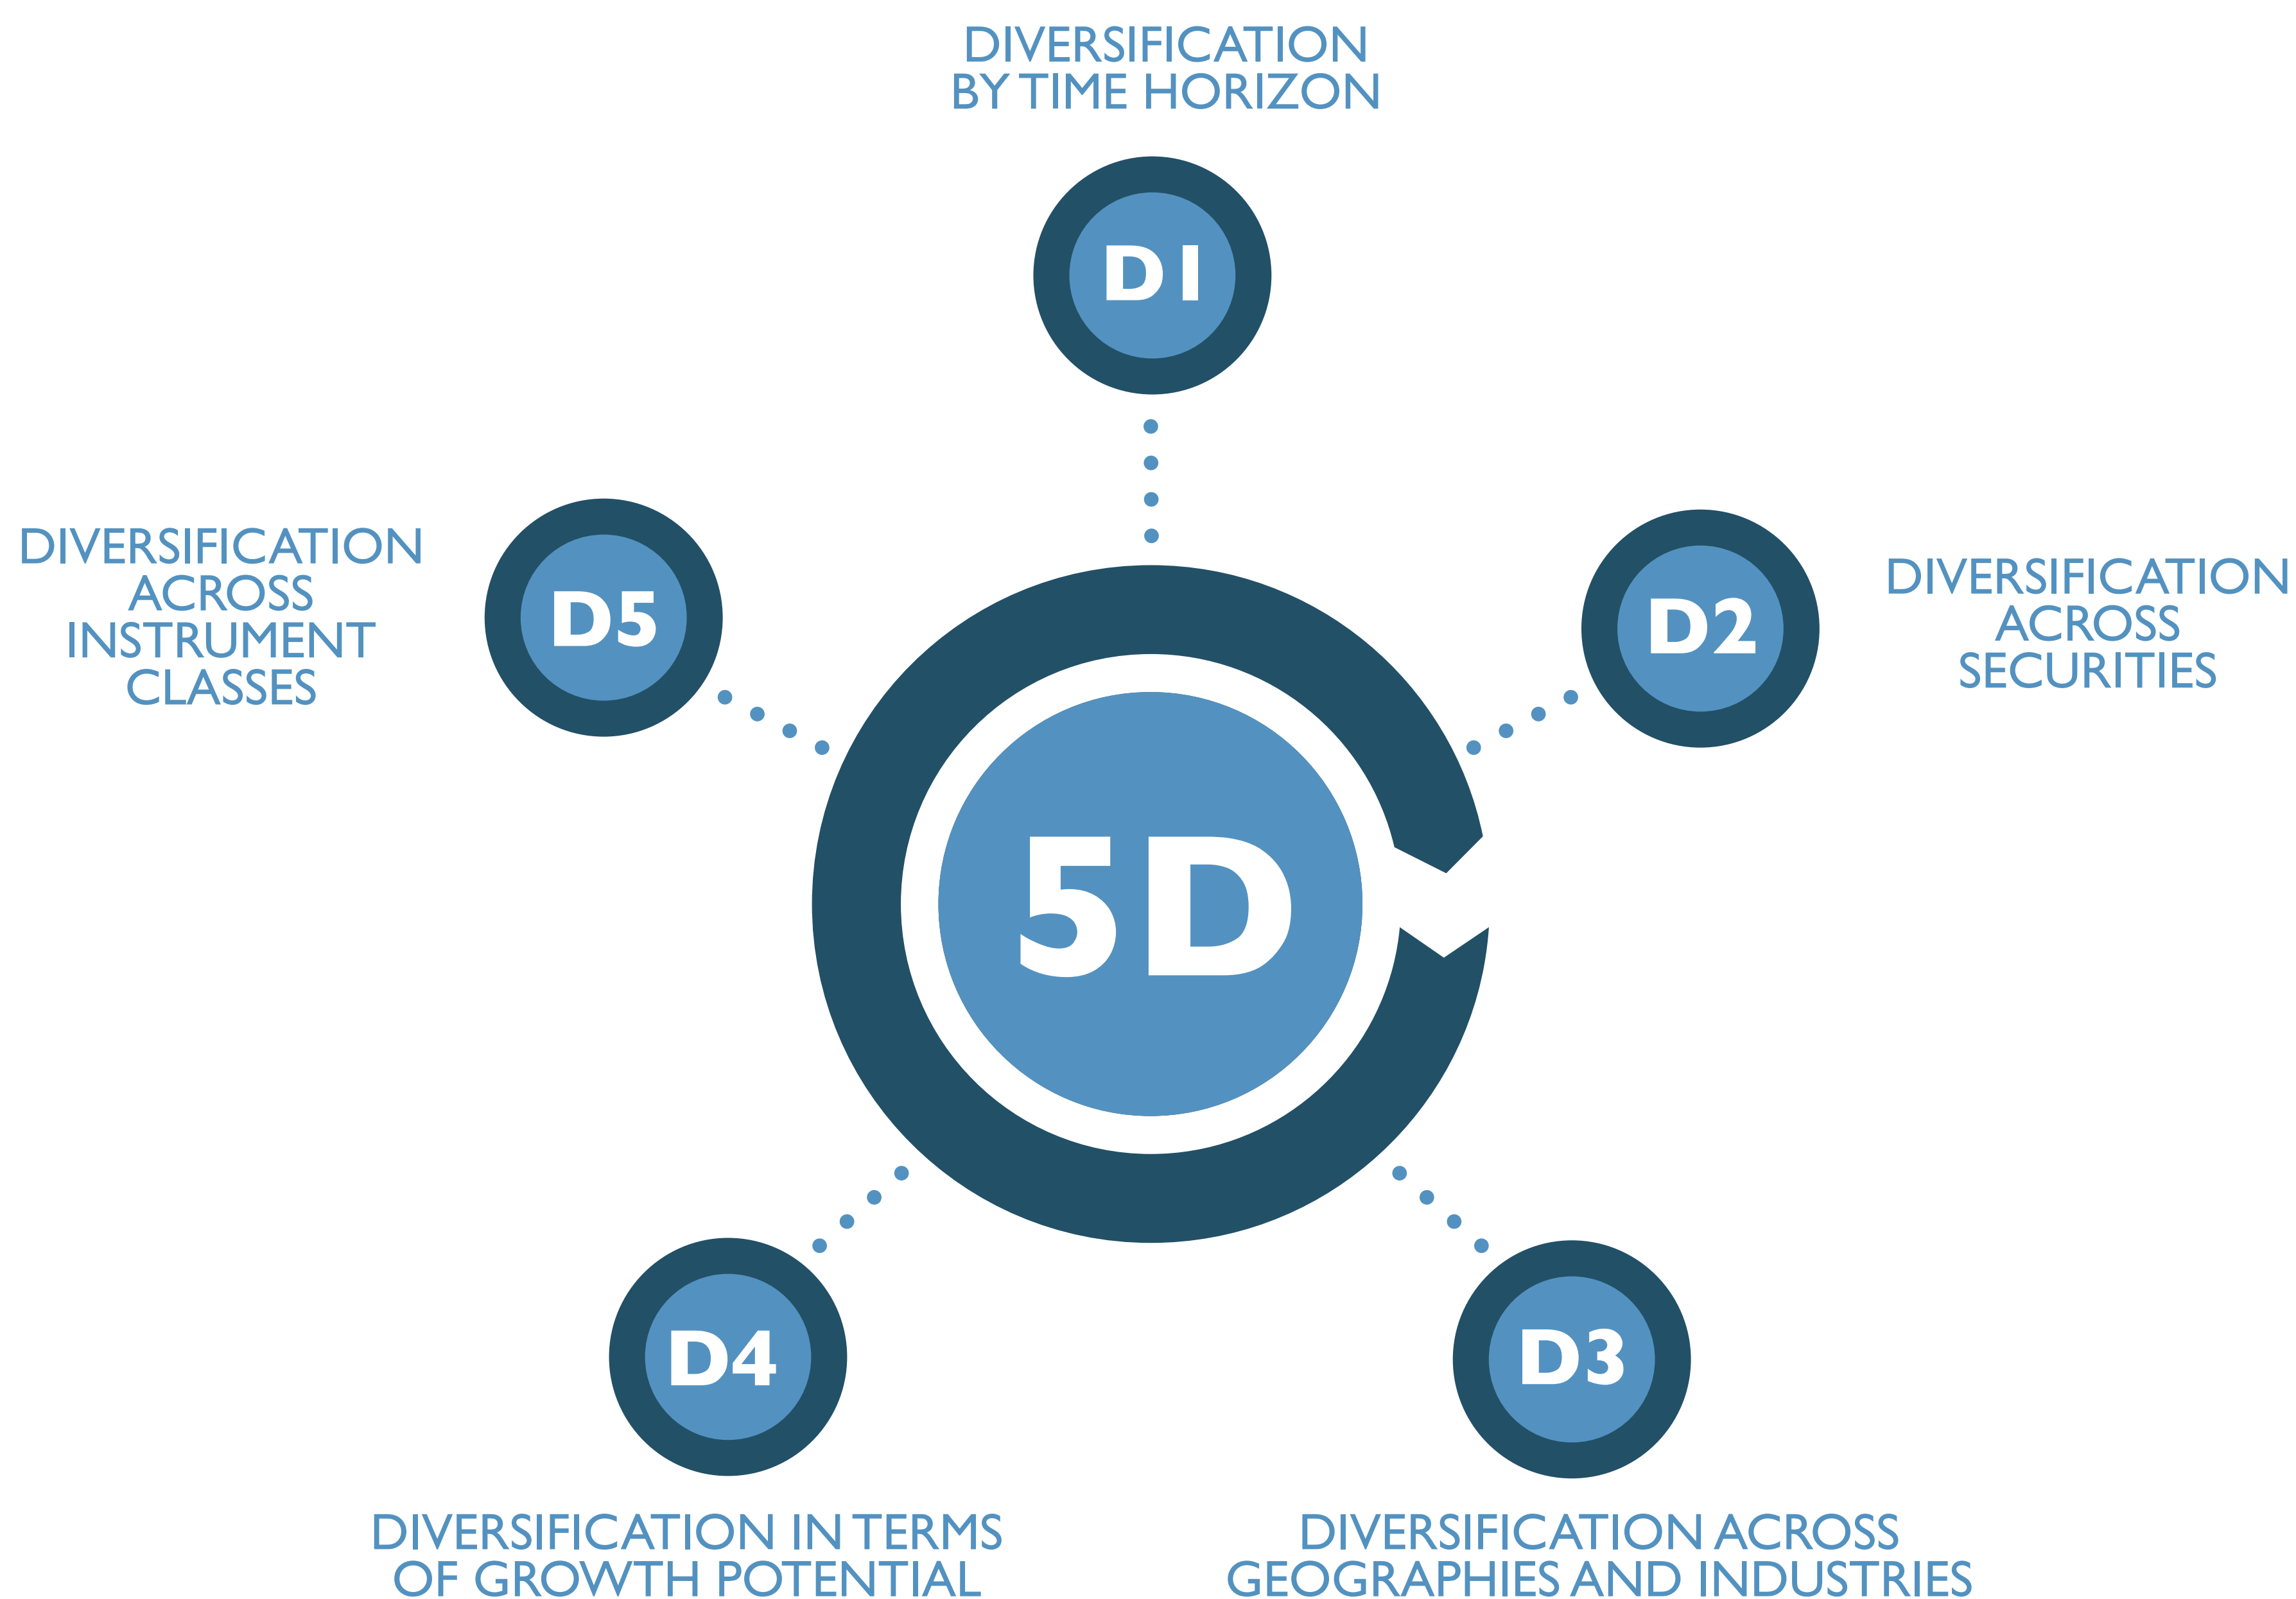 DIVERSIFICATION
BY TIME HORIZON
D1
D5
DIVERSIFICATION
ACROSS
INSTRUMENT
CLASSES
D2
DIVERSIFICATION
ACROSS
SECURITIES
5D
D4
DIVERSIFICATION IN TERMS
OF GROWTH POTENTIAL
D3
DIVERSIFICATION ACROSS
GEOGRAPHIES AND INDUSTRIES